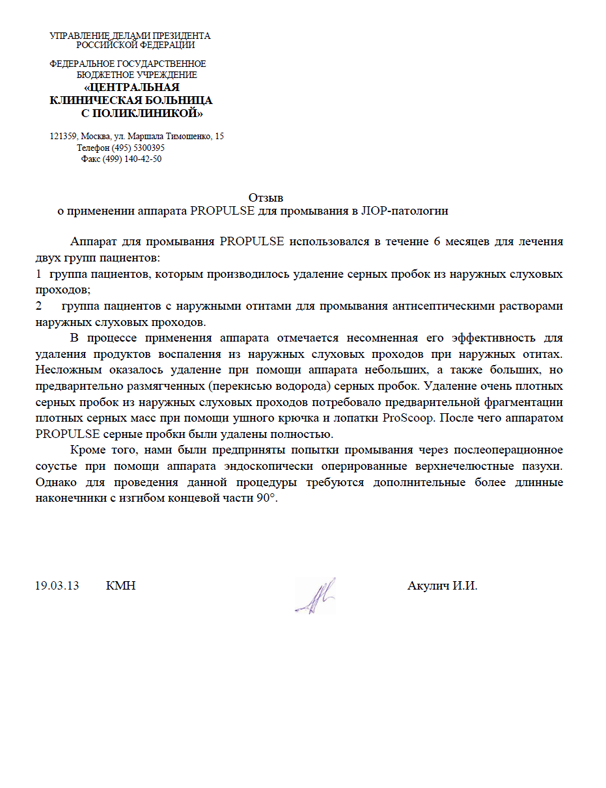 УПРАВЛЕНИЕ ДЕЛАМИ ПРЕЗИДЕНТА
РОССИЙСКОЙ ФЕДЕРАЦИИ
ФЕДЕРАЛЬНОЕ ГОСУДАРСТВЕННОЕ
БЮДЖЕТНОЕ УЧРЕЖДЕНИЕ
«ЦЕНТРАЛЬНАЯ
КЛИНИЧЕСКАЯ БОЛЬНИЦА
С ПОЛИКЛИНИКОЙ»
121359, Москва, ул. Маршала Тимошенко, 15
Телефон (495) 5300395
Факс (499) 140-42-50
Отзыв
о применении аппарата PROPULSE для промывания в ЛОР-патологии
Аппарат для промывания PROPULSE использовался в течение 6 месяцев для лечения
двух групп пациентов:
1 группа пациентов, которым производилось удаление серных пробок из наружных слуховых
проходов;
2 группа пациентов с наружными отитами для промывания антисептическими растворами
наружных слуховых проходов.
В процессе применения аппарата отмечается несомненная его эффективность для
удаления продуктов воспаления из наружных слуховых проходов при наружных отитах.
Несложным оказалось удаление при помощи аппарата небольших, а также больших, но
предварительно размягченных (перекисью водорода) серных пробок. Удаление очень плотных
серных пробок из наружных слуховых проходов потребовало предварительной фрагментации
плотных серных масс при помощи ушного крючка и лопатки ProScoop. После чего аппаратом
PROPULSE серные пробки были удалены полностью.
Кроме того, нами были предприняты попытки промывания через послеоперационное
соустье при помощи аппарата эндоскопически оперированные верхнечелюстные пазухи.
Однако для проведения данной процедуры требуются дополнительные более длинные
наконечники с изгибом концевой части 90°.
19.03.13 КМН Акулич И.И.